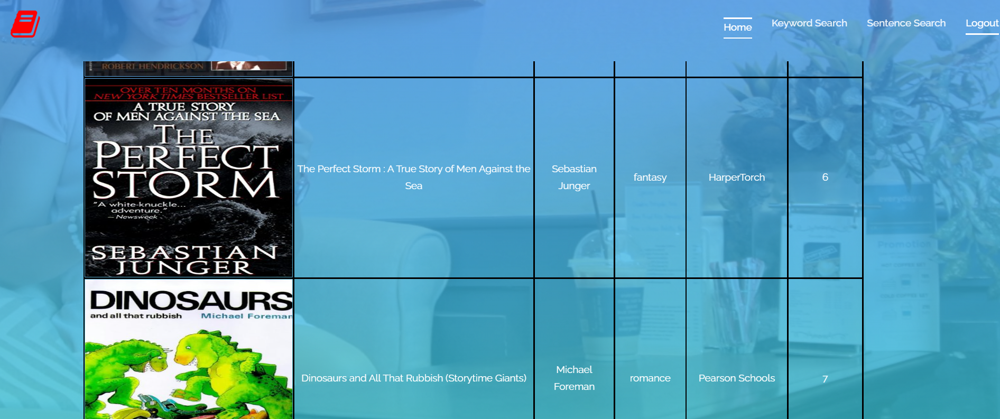 Home
Keyword Search
Sentence Search
Logout
ROBERT HENDRICKSON
OVER TEN MONTHS ON
NEW YORK TIMES BESTSELLER LIST
A TRUE STORY
OF MEN AGAINST THE SEA
THE
PERFECT
STORM
"A white-knuckle...
adventure."
—Newsweek
SEBASTIAN
JUNGER
The Perfect Storm : A True Story of Men Against the
Sea
Sebastian
Junger
fantasy
HarperTorch
6
everyday
Promotion
DINOSAURS
and all that rubbish
Michael Foreman
Dinosaurs and All That Rubbish (Storytime Giants)
Michael
Foreman
romance
Pearson Schools
7